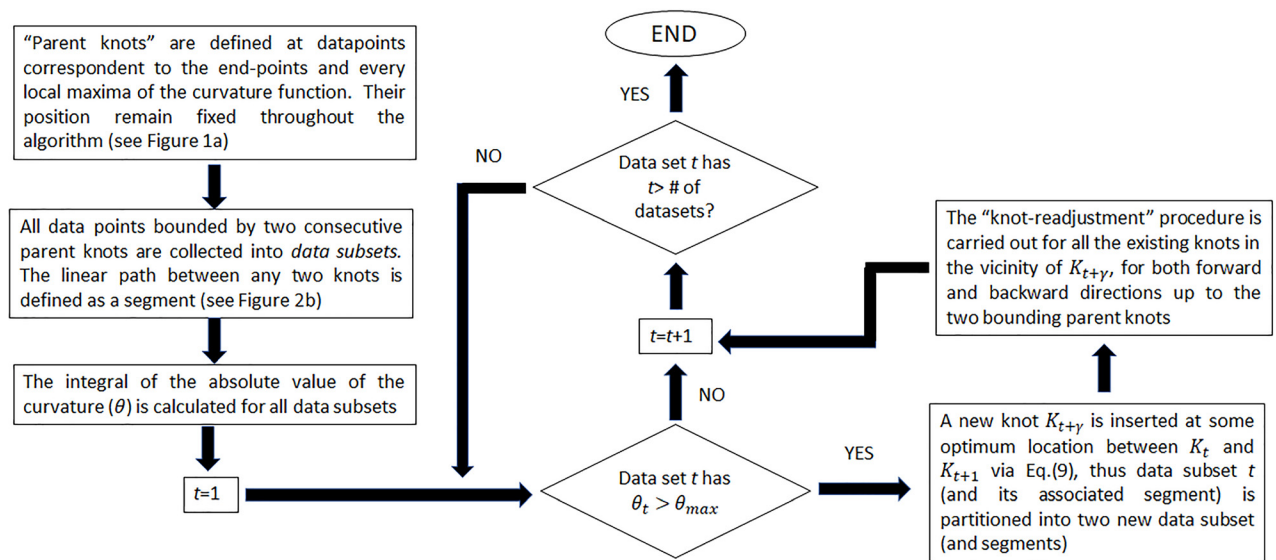 “Parent knots” are defined at datapoints
correspondent to the end-points and every
local maxima of the curvature function. Their
position remain fixed throughout the
algorithm (see Figure 1a)
All data points bounded by two consecutive
parent knots are collected into data subsets.
The linear path between any two knots is
defined as a segment (see Figure 2b)
The integral of the absolute value of the
curvature (θ) is calculated for all data subsets
t=1
END
YES
Data set t has
t> # of
datasets?
NO
t=t+1
NO
Data set t has
θ_t > θ_max
YES
A new knot K_{t+γ} is inserted at some
optimum location between K_t and
K_{t+1} via Eq.(9), thus data subset t
(and its associated segment) is
partitioned into two new data subset
(and segments)
The “knot-readjustment” procedure is
carried out for all the existing knots in
the vicinity of K_{t+γ}, for both forward
and backward directions up to the
two bounding parent knots